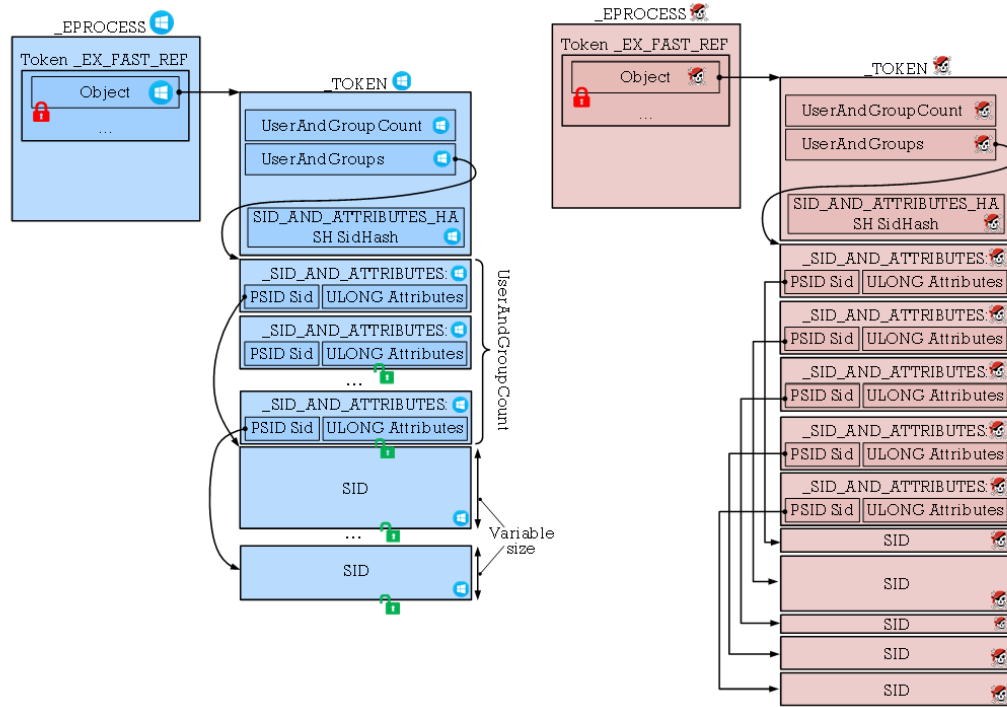 _EPROCESS
Token _EX_FAST_REF
Object
...
_TOKEN
UserAndGroupCount
UserAndGroups
SID_AND_ATTRIBUTES_HA
SH SidHash
_SID_AND_ATTRIBUTES:
PSID Sid
ULONG Attributes
_SID_AND_ATTRIBUTES:
PSID Sid
ULONG Attributes
...
_SID_AND_ATTRIBUTES:
PSID Sid
ULONG Attributes
UserAndGroupCount
SID
...
Variable
size
SID
_EPROCESS
Token _EX_FAST_REF
Object
...
_TOKEN
UserAndGroupCount
UserAndGroups
SID_AND_ATTRIBUTES_HA
SH SidHash
_SID_AND_ATTRIBUTES:
PSID Sid
ULONG Attributes
_SID_AND_ATTRIBUTES:
PSID Sid
ULONG Attributes
_SID_AND_ATTRIBUTES:
PSID Sid
ULONG Attributes
_SID_AND_ATTRIBUTES:
PSID Sid
ULONG Attributes
_SID_AND_ATTRIBUTES:
PSID Sid
ULONG Attributes
SID
SID
SID
SID
SID